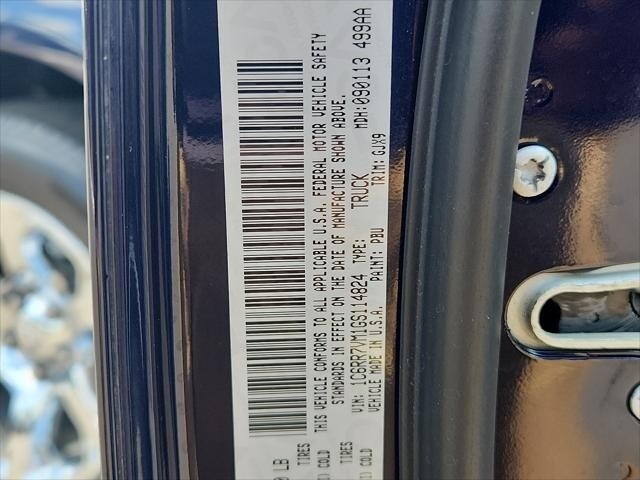 0 LB
TIRES
COLD
THIS VEHICLE CONFORMS TO ALL APPLICABLE U.S.A. FEDERAL MOTOR VEHICLE SAFETY
STANDARDS IN EFFECT ON THE DATE OF MANUFACTURE SHOWN ABOVE.
VIN: 1C6RR7VM1GS114824 TYPE: TRUCK MDH:090113 499AA
PAINT: PBU TRIM: GJX9
VEHICLE MADE IN U.S.A.
TIRES
COLD